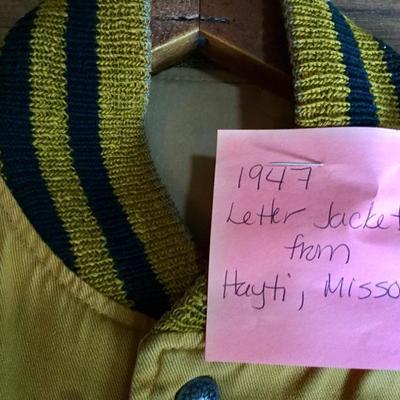 1947
Letter Jacket
from
Hayti, Misso